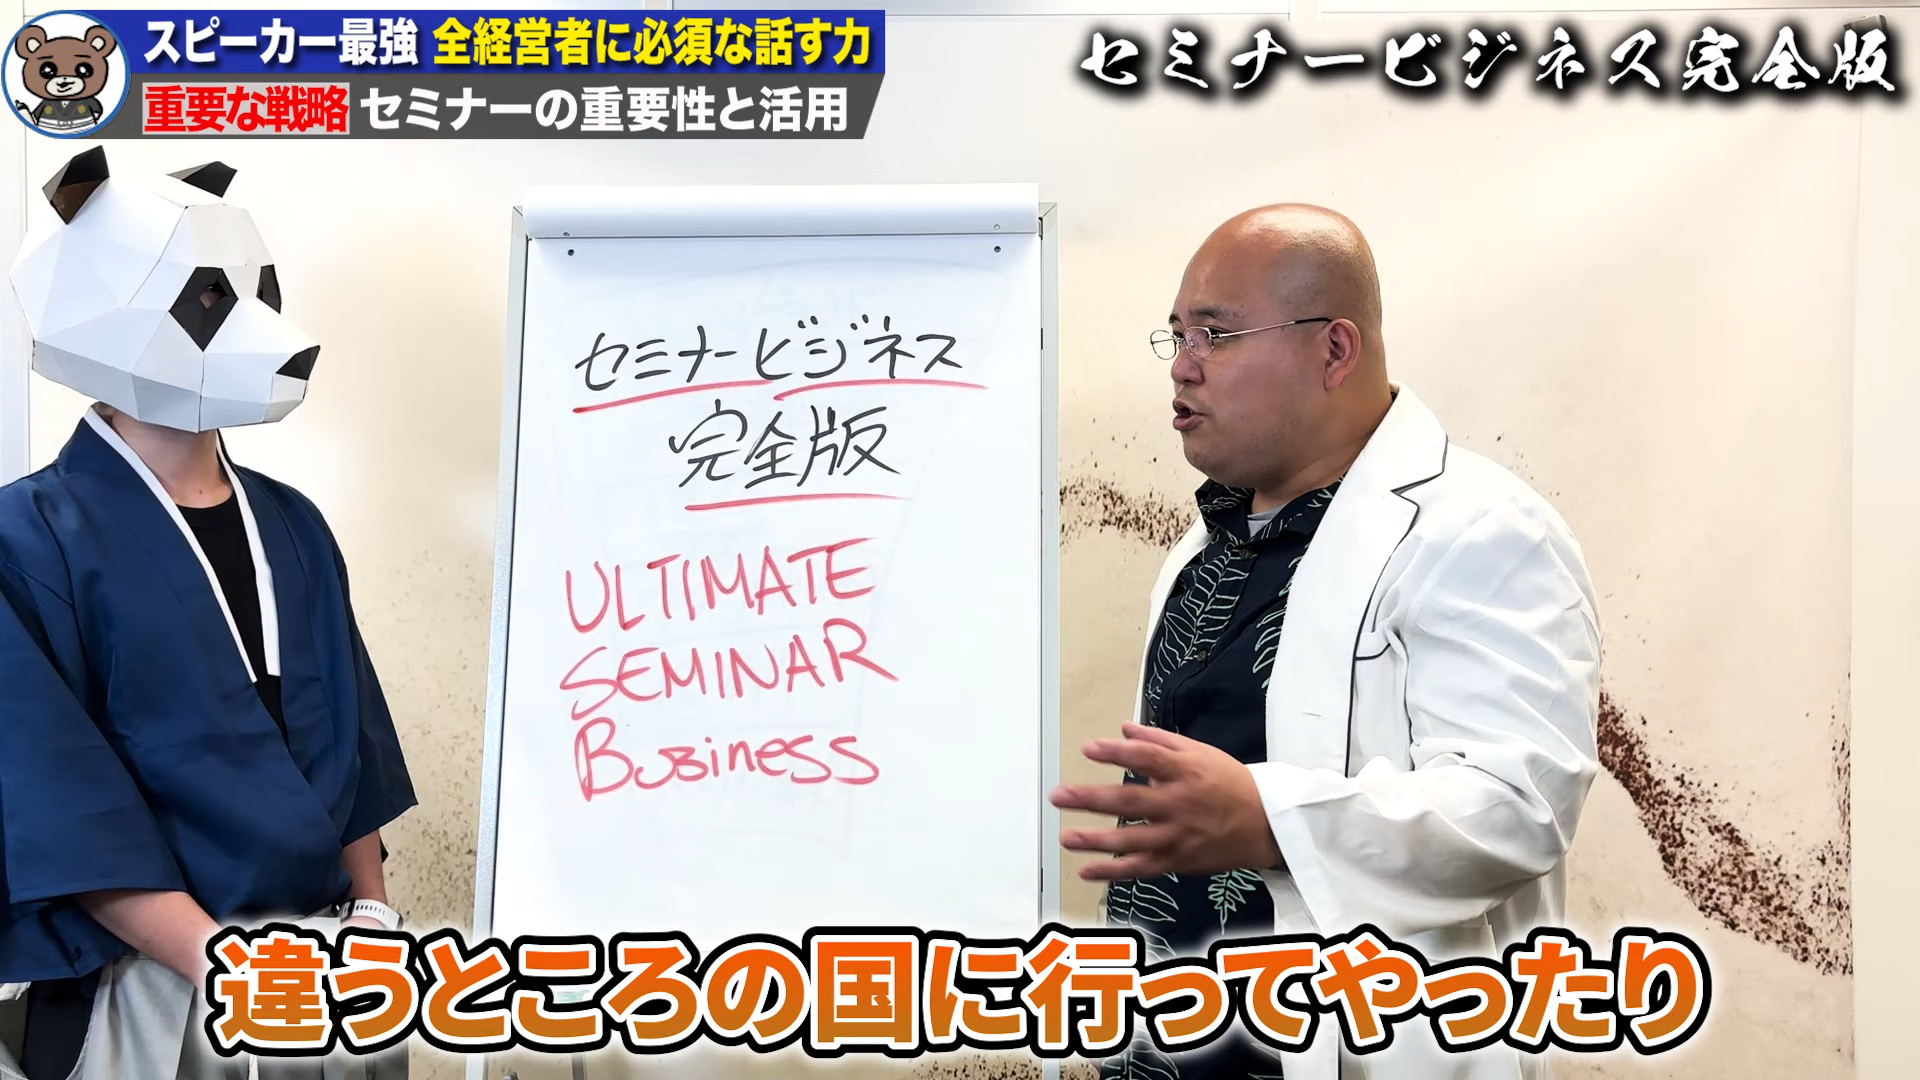 スピーカー最強 全経営者に必須な話す力
重要な戦略 セミナーの重要性と活用
セミナービジネス完全版
セミナービジネス
完全版
ULTIMATE
SEMINAR
Business
違うところの国に行ってやったり